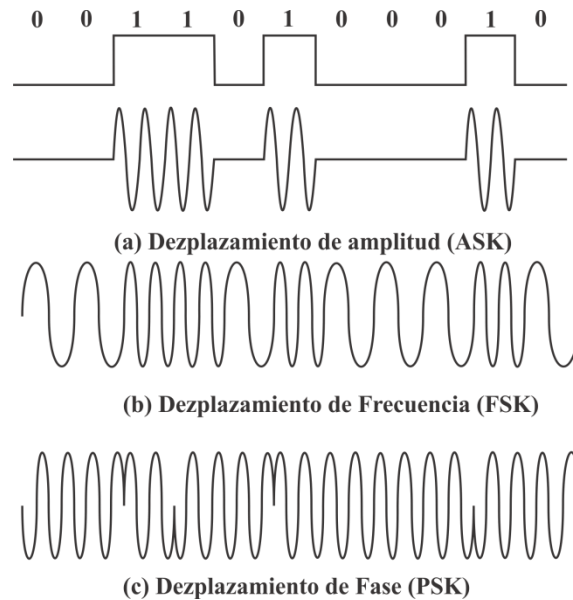 0 0 1 1 0 1 0 0 0 1 0
(a) Dezplazamiento de amplitud (ASK)
(b) Dezplazamiento de Frecuencia (FSK)
(c) Dezplazamiento de Fase (PSK)